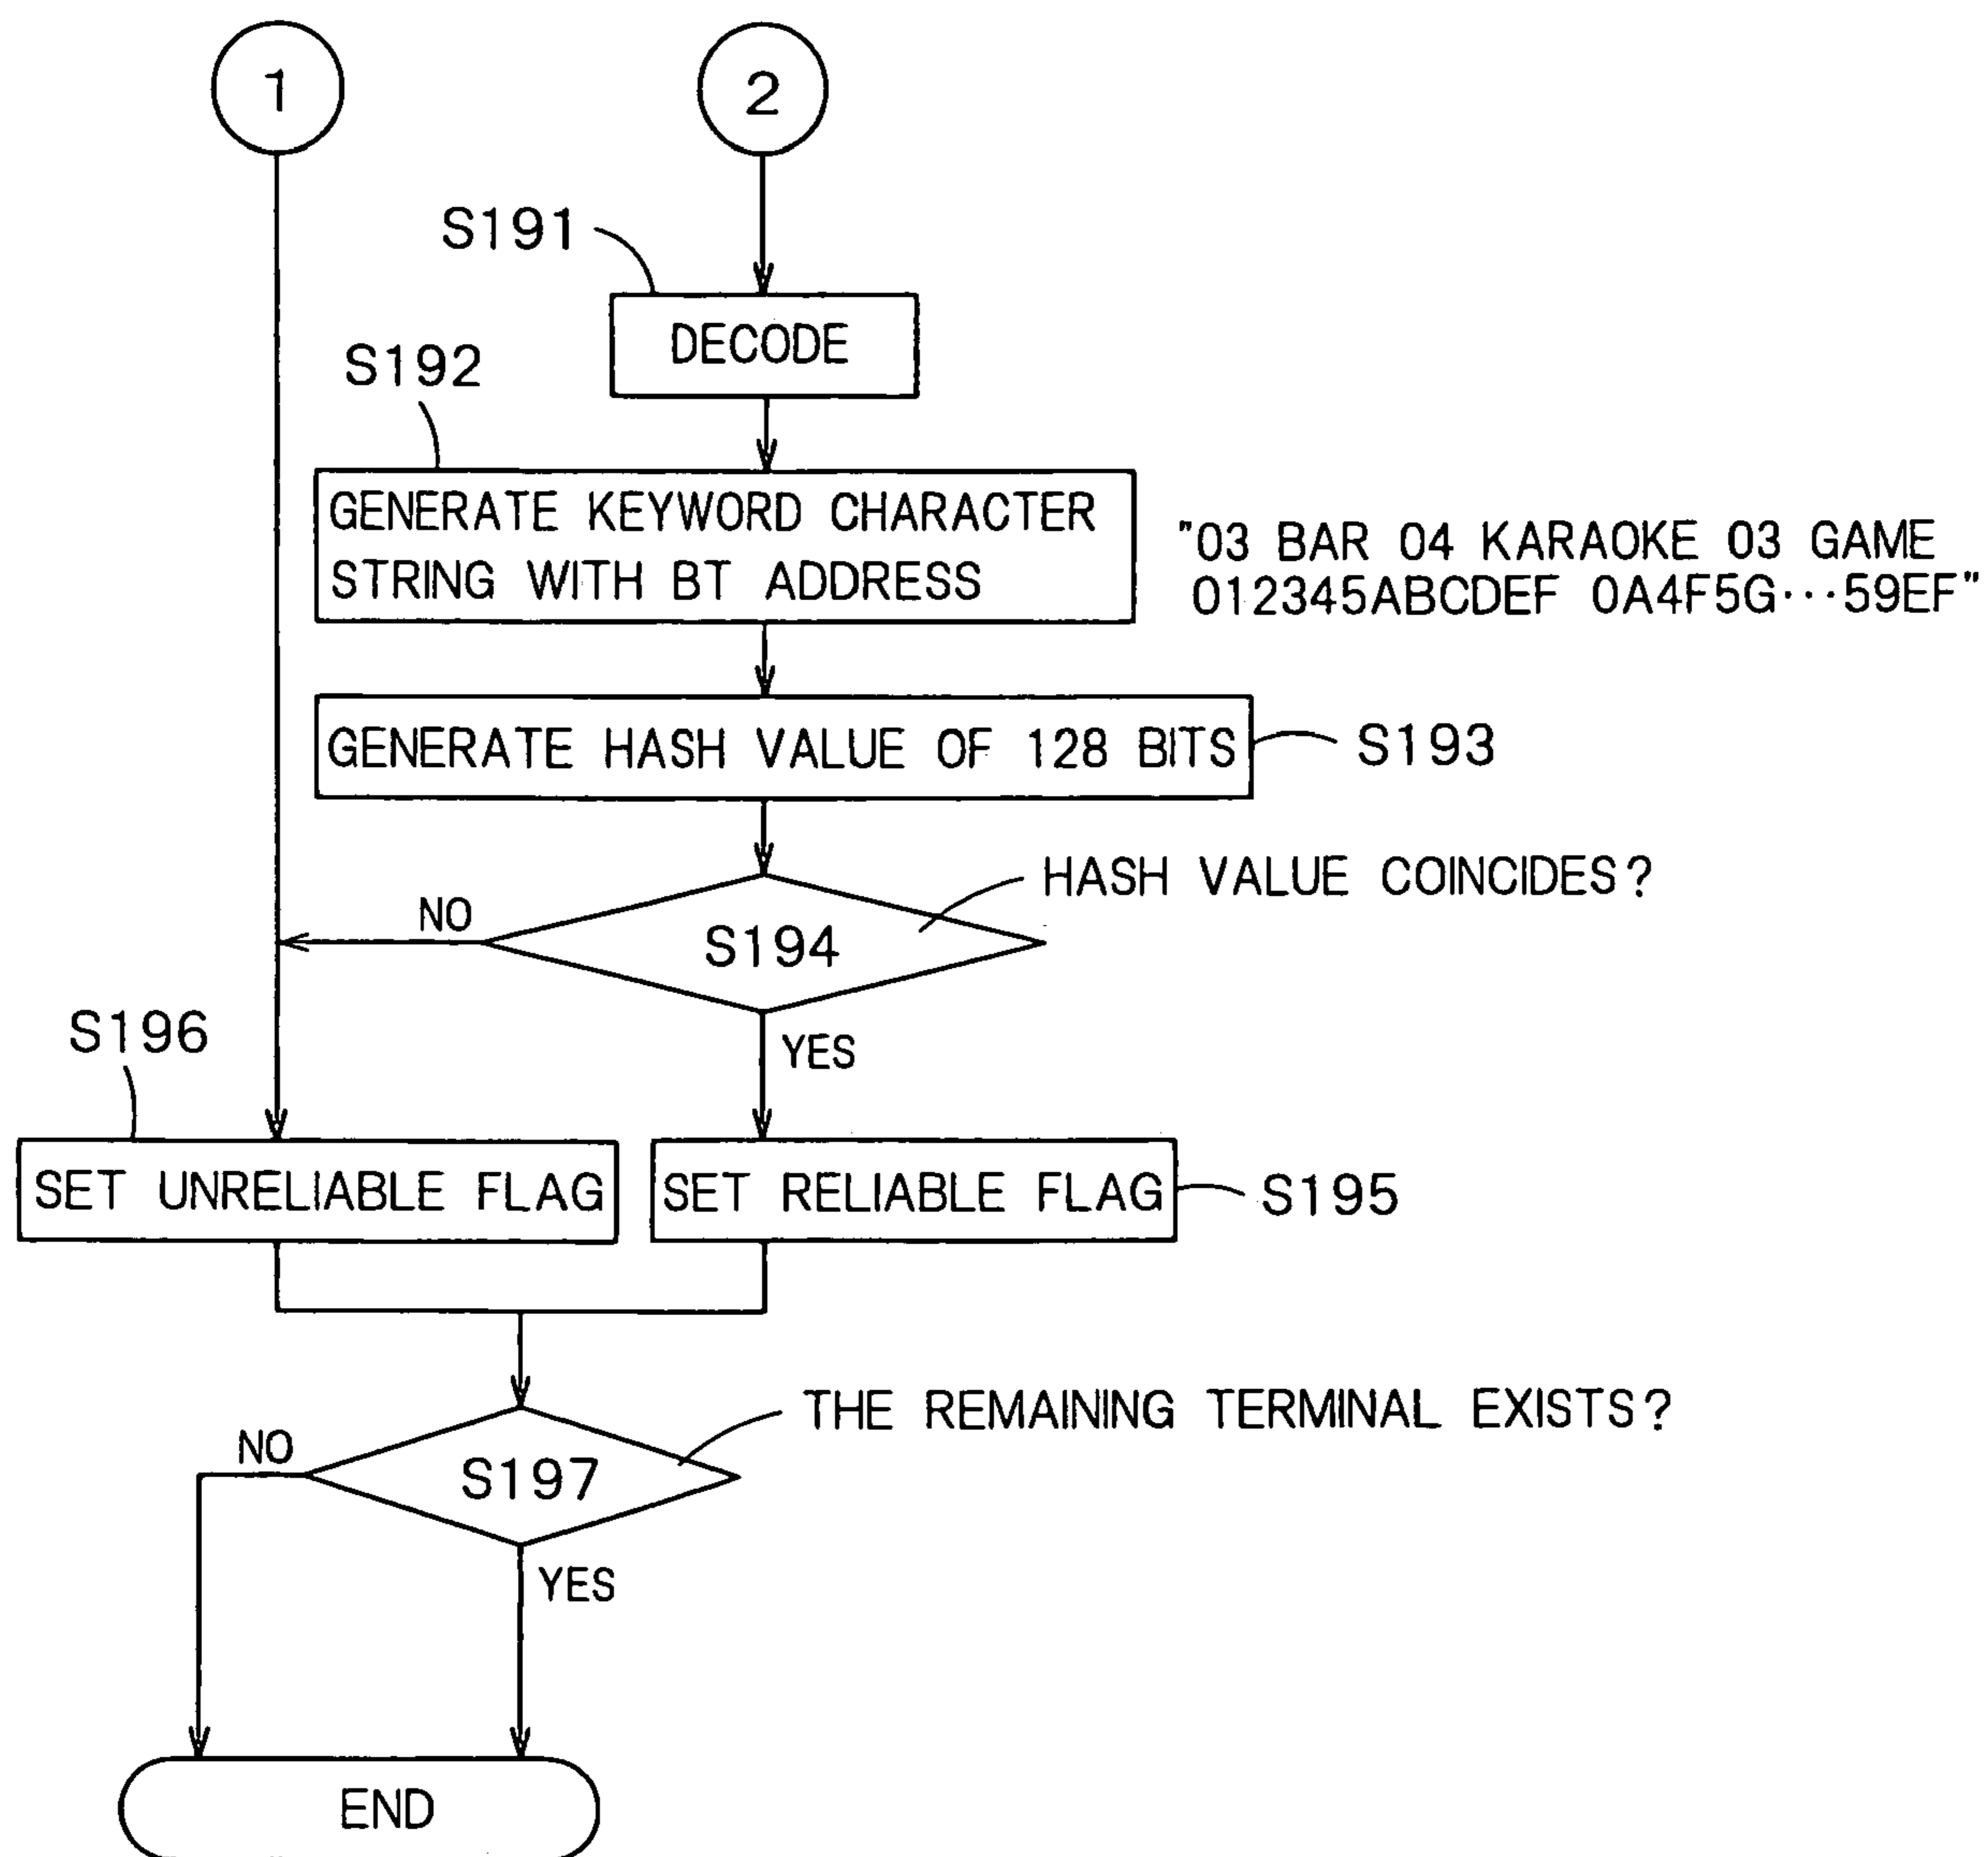 1
2
S191
DECODE
S192
GENERATE KEYWORD CHARACTER
STRING WITH BT ADDRESS
"03 BAR 04 KARAOKE 03 GAME
012345ABCDEF 0A4F5G···59EF"
GENERATE HASH VALUE OF 128 BITS
S193
HASH VALUE COINCIDES?
NO
S194
YES
S196
SET UNRELIABLE FLAG
SET RELIABLE FLAG
S195
THE REMAINING TERMINAL EXISTS?
NO
S197
YES
END